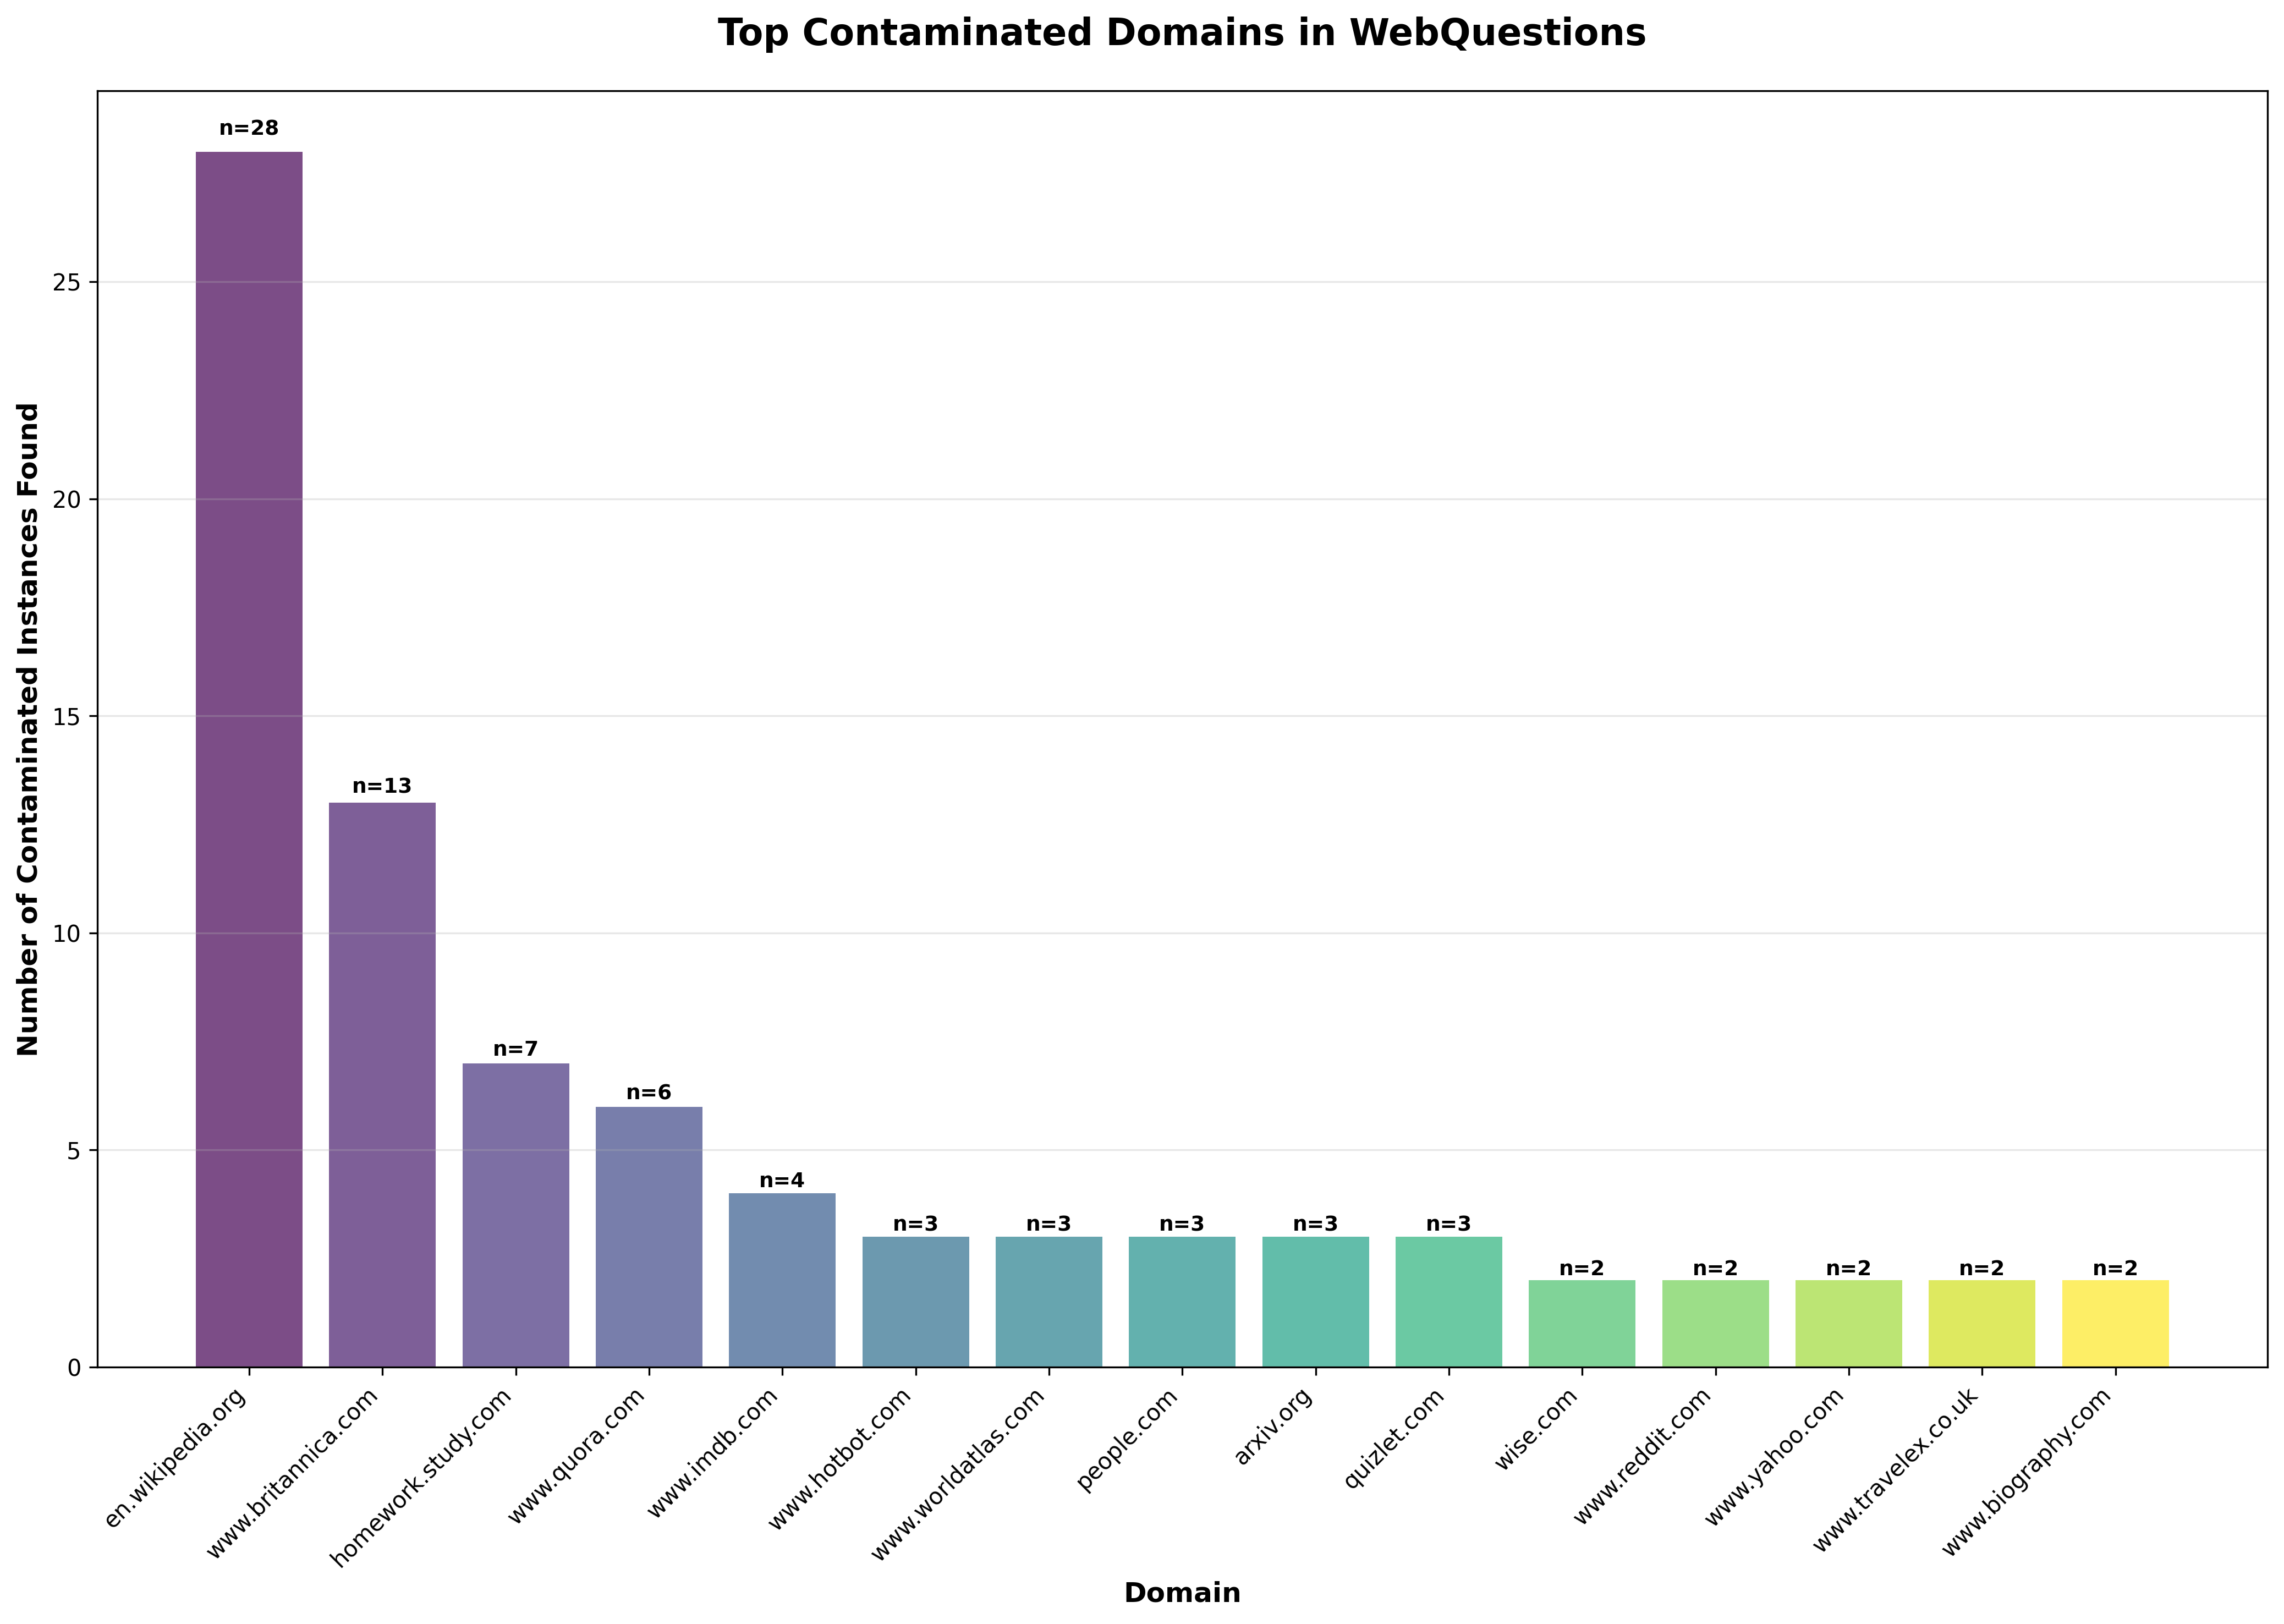 Top Contaminated Domains in WebQuestions
Number of Contaminated Instances Found
25
20
15
10
5
0
n=28
n=13
n=7
n=6
n=4
n=3
n=3
n=3
n=3
n=3
n=2
n=2
n=2
n=2
n=2
en.wikipedia.org
www.britannica.com
homework.study.com
www.quora.com
www.imdb.com
www.hotbot.com
www.worldatlas.com
people.com
arxiv.org
quizlet.com
wise.com
www.reddit.com
www.yahoo.com
www.travelex.co.uk
www.biography.com
Domain